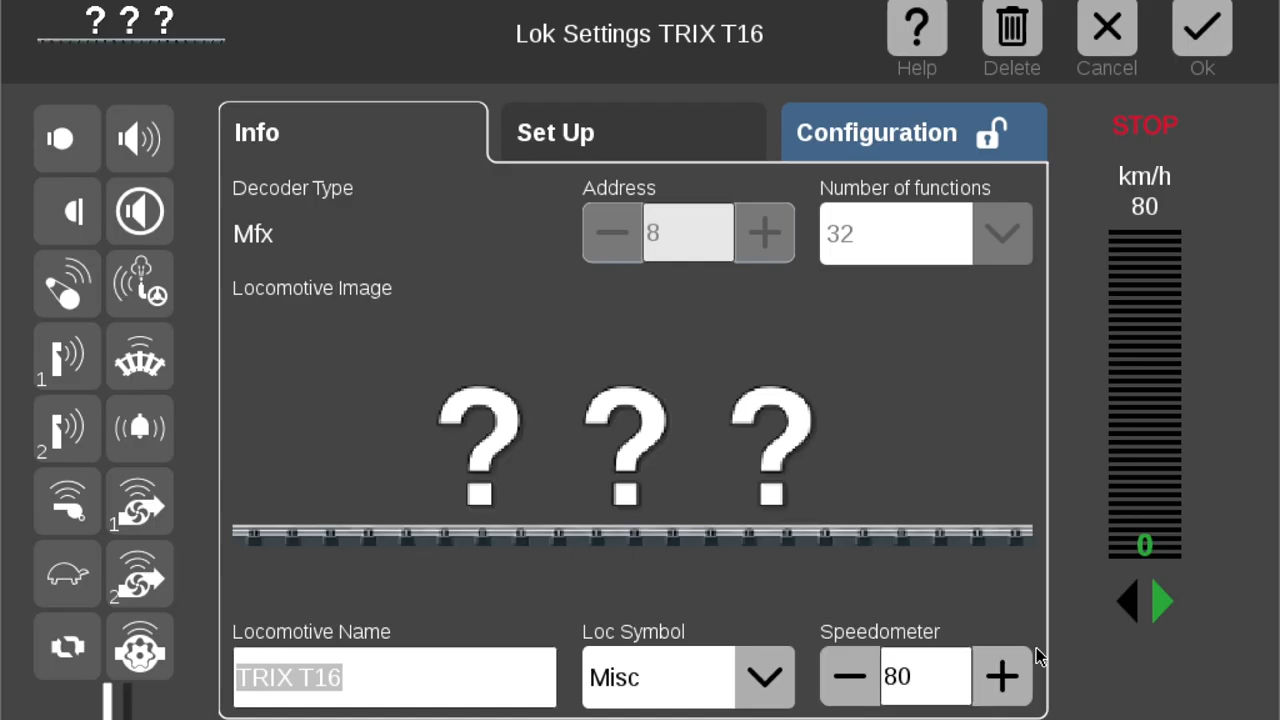 ? ? ?
Lok Settings TRIX T16
?
Help
Delete
Cancel
Ok
Info
Set Up
Configuration
STOP
km/h
80
Decoder Type
Address
Number of functions
Mfx
8
32
Locomotive Image
? ? ?
1
2
1
2
0
Locomotive Name
Loc Symbol
Speedometer
TRIX T16
Misc
80